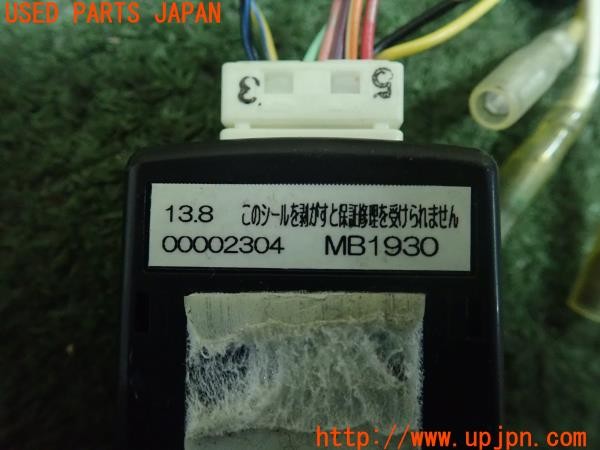 USED PARTS JAPAN
3
5
13.8 このシールを剥がすと保証修理を受けられません
00002304 MB1930
http://www.upjpn.com